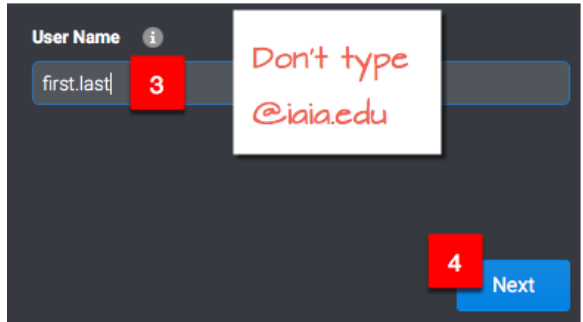 User Name i
first.last 3
Don't type
@iaia.edu
4
Next